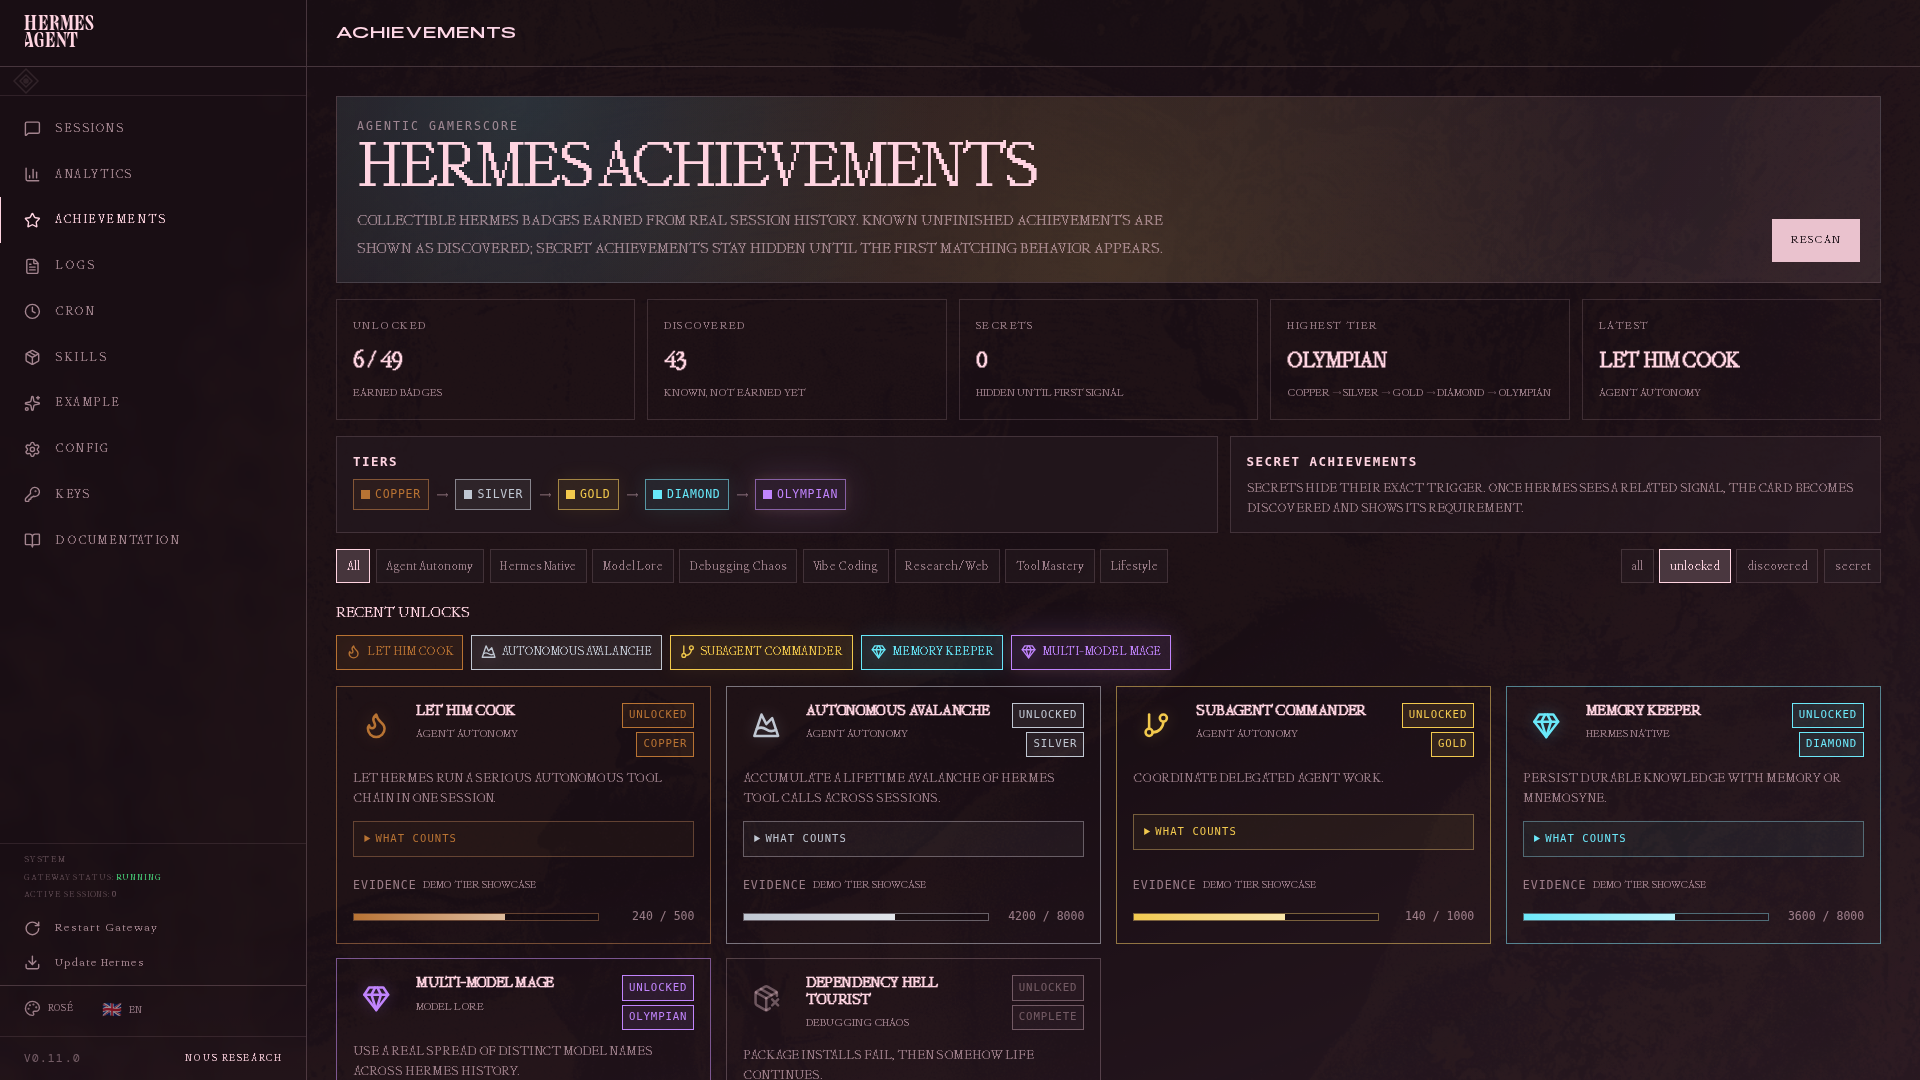 HERMES
AGENT
SESSIONS
ANALYTICS
ACHIEVEMENTS
LOGS
CRON
SKILLS
EXAMPLE
CONFIG
KEYS
DOCUMENTATION
SYSTEM
GATEWAY STATUS: RUNNING
ACTIVE SESSIONS: 0
Restart Gateway
Update Hermes
ROSÉ EN
V0.11.0 NOUS RESEARCH
ACHIEVEMENTS
AGENTIC GAMERSCORE
HERMES ACHIEVEMENTS
COLLECTIBLE HERMES BADGES EARNED FROM REAL SESSION HISTORY. KNOWN UNFINISHED ACHIEVEMENTS ARE
SHOWN AS DISCOVERED; SECRET ACHIEVEMENTS STAY HIDDEN UNTIL THE FIRST MATCHING BEHAVIOR APPEARS.
RESCAN
UNLOCKED
6 / 49
EARNED BADGES
DISCOVERED
43
KNOWN, NOT EARNED YET
SECRETS
0
HIDDEN UNTIL FIRST SIGNAL
HIGHEST TIER
OLYMPIAN
COPPER → SILVER → GOLD → DIAMOND → OLYMPIAN
LATEST
LET HIM COOK
AGENT AUTONOMY
TIERS
COPPER → SILVER → GOLD → DIAMOND → OLYMPIAN
SECRET ACHIEVEMENTS
SECRETS HIDE THEIR EXACT TRIGGER. ONCE HERMES SEES A RELATED SIGNAL, THE CARD BECOMES
DISCOVERED AND SHOWS ITS REQUIREMENT.
All Agent Autonomy Hermes Native Model Lore Debugging Chaos Vibe Coding Research/Web Tool Mastery Lifestyle
all unlocked discovered secret
RECENT UNLOCKS
LET HIM COOK AUTONOMOUS AVALANCHE SUBAGENT COMMANDER MEMORY KEEPER MULTI-MODEL MAGE
LET HIM COOK
AGENT AUTONOMY
UNLOCKED
COPPER
LET HERMES RUN A SERIOUS AUTONOMOUS TOOL
CHAIN IN ONE SESSION.
▶ WHAT COUNTS
EVIDENCE DEMO TIER SHOWCASE
240 / 500
AUTONOMOUS AVALANCHE
AGENT AUTONOMY
UNLOCKED
SILVER
ACCUMULATE A LIFETIME AVALANCHE OF HERMES
TOOL CALLS ACROSS SESSIONS.
▶ WHAT COUNTS
EVIDENCE DEMO TIER SHOWCASE
4200 / 8000
SUBAGENT COMMANDER
AGENT AUTONOMY
UNLOCKED
GOLD
COORDINATE DELEGATED AGENT WORK.
▶ WHAT COUNTS
EVIDENCE DEMO TIER SHOWCASE
140 / 1000
MEMORY KEEPER
HERMES NATIVE
UNLOCKED
DIAMOND
PERSIST DURABLE KNOWLEDGE WITH MEMORY OR
MNEMOSYNE.
▶ WHAT COUNTS
EVIDENCE DEMO TIER SHOWCASE
3600 / 8000
MULTI-MODEL MAGE
MODEL LORE
UNLOCKED
OLYMPIAN
USE A REAL SPREAD OF DISTINCT MODEL NAMES
ACROSS HERMES HISTORY.
DEPENDENCY HELL
TOURIST
DEBUGGING CHAOS
UNLOCKED
COMPLETE
PACKAGE INSTALLS FAIL, THEN SOMEHOW LIFE
CONTINUES.